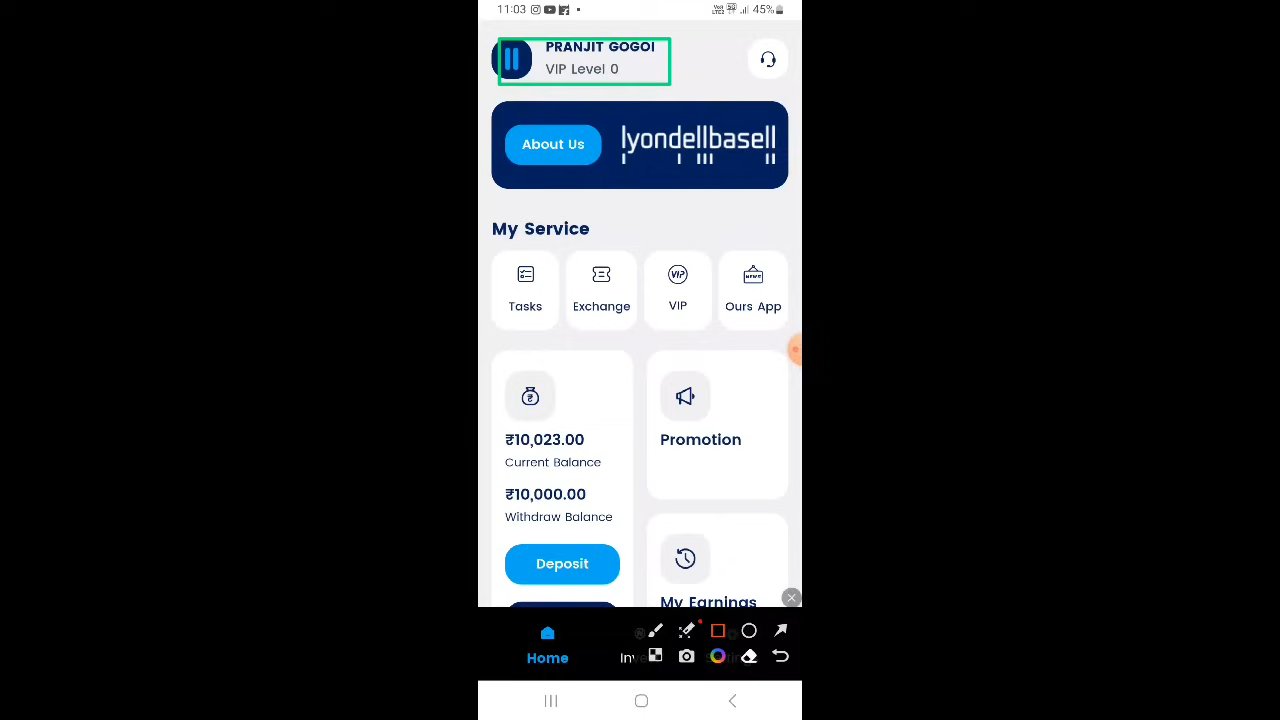 11:03 45%
PRANJIT GOGOI
VIP Level 0
About Us
lyondellbasell
My Service
Tasks Exchange VIP Ours App
₹10,023.00
Current Balance
Promotion
₹10,000.00
Withdraw Balance
Deposit
My Earnings
Home